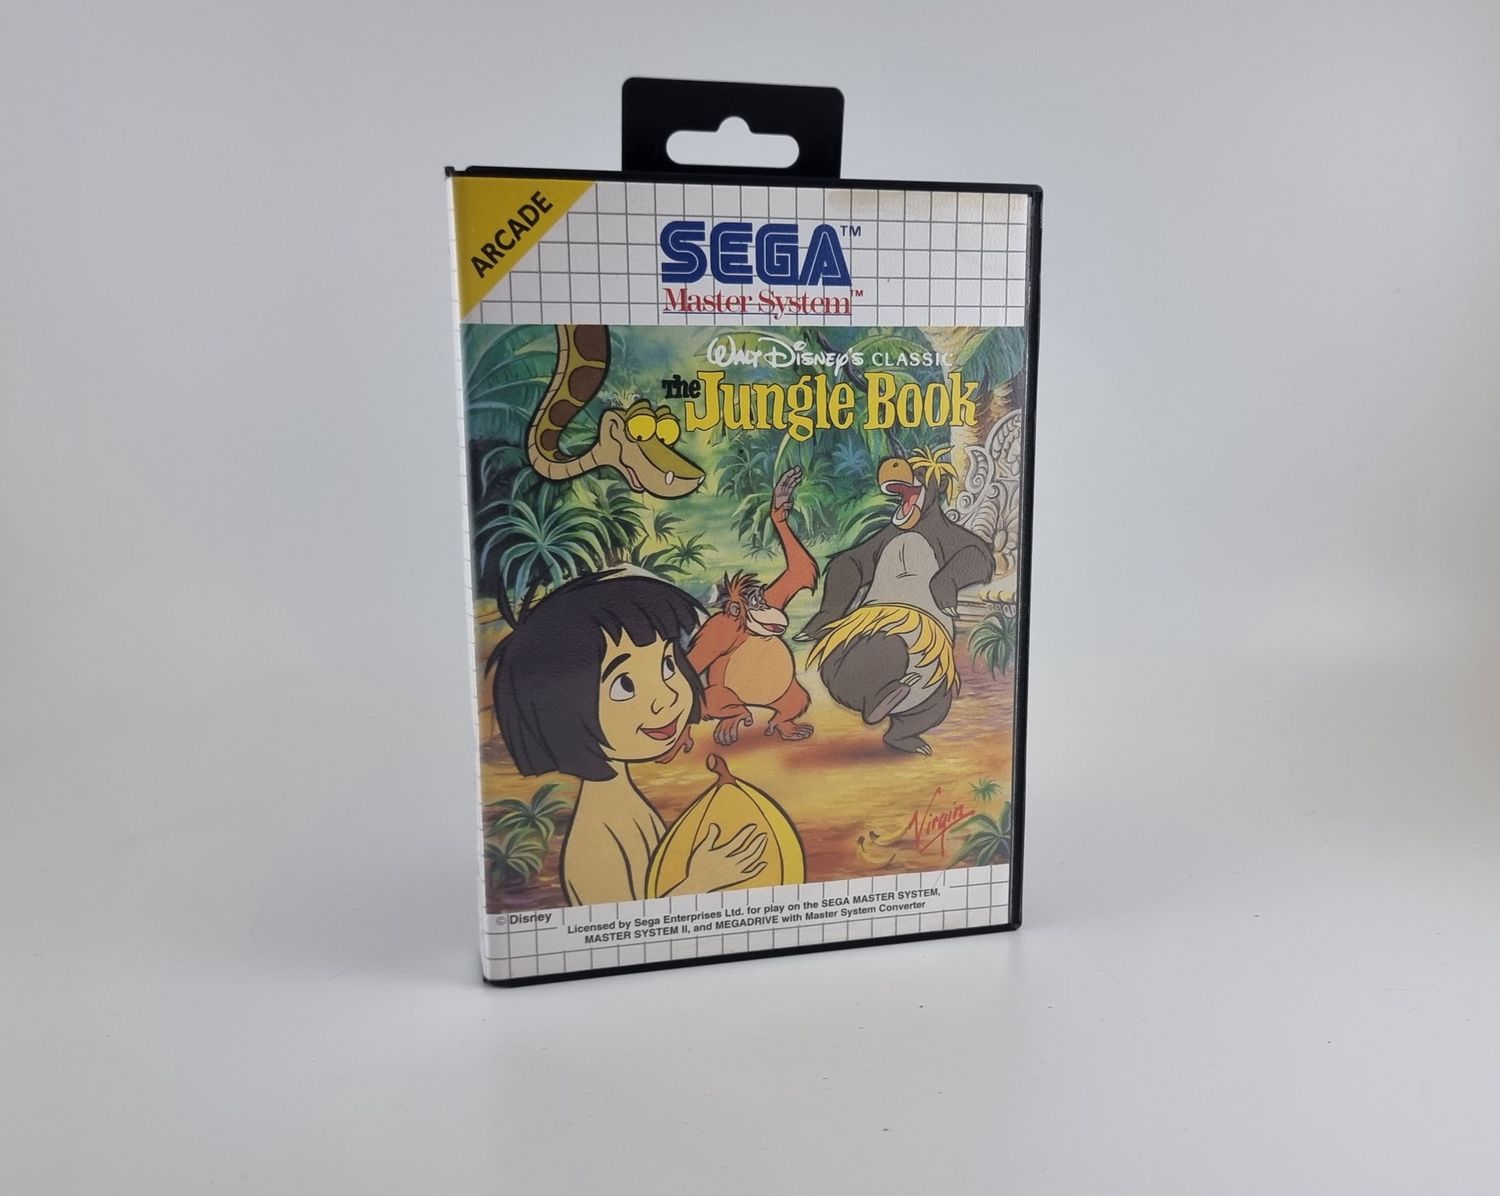 ARCADE
SEGA™
Master System™
Walt Disney's CLASSIC
The Jungle Book
Virgin
© Disney
Licensed by Sega Enterprises Ltd. for play on the SEGA MASTER SYSTEM,
MASTER SYSTEM II, and MEGADRIVE with Master System Converter